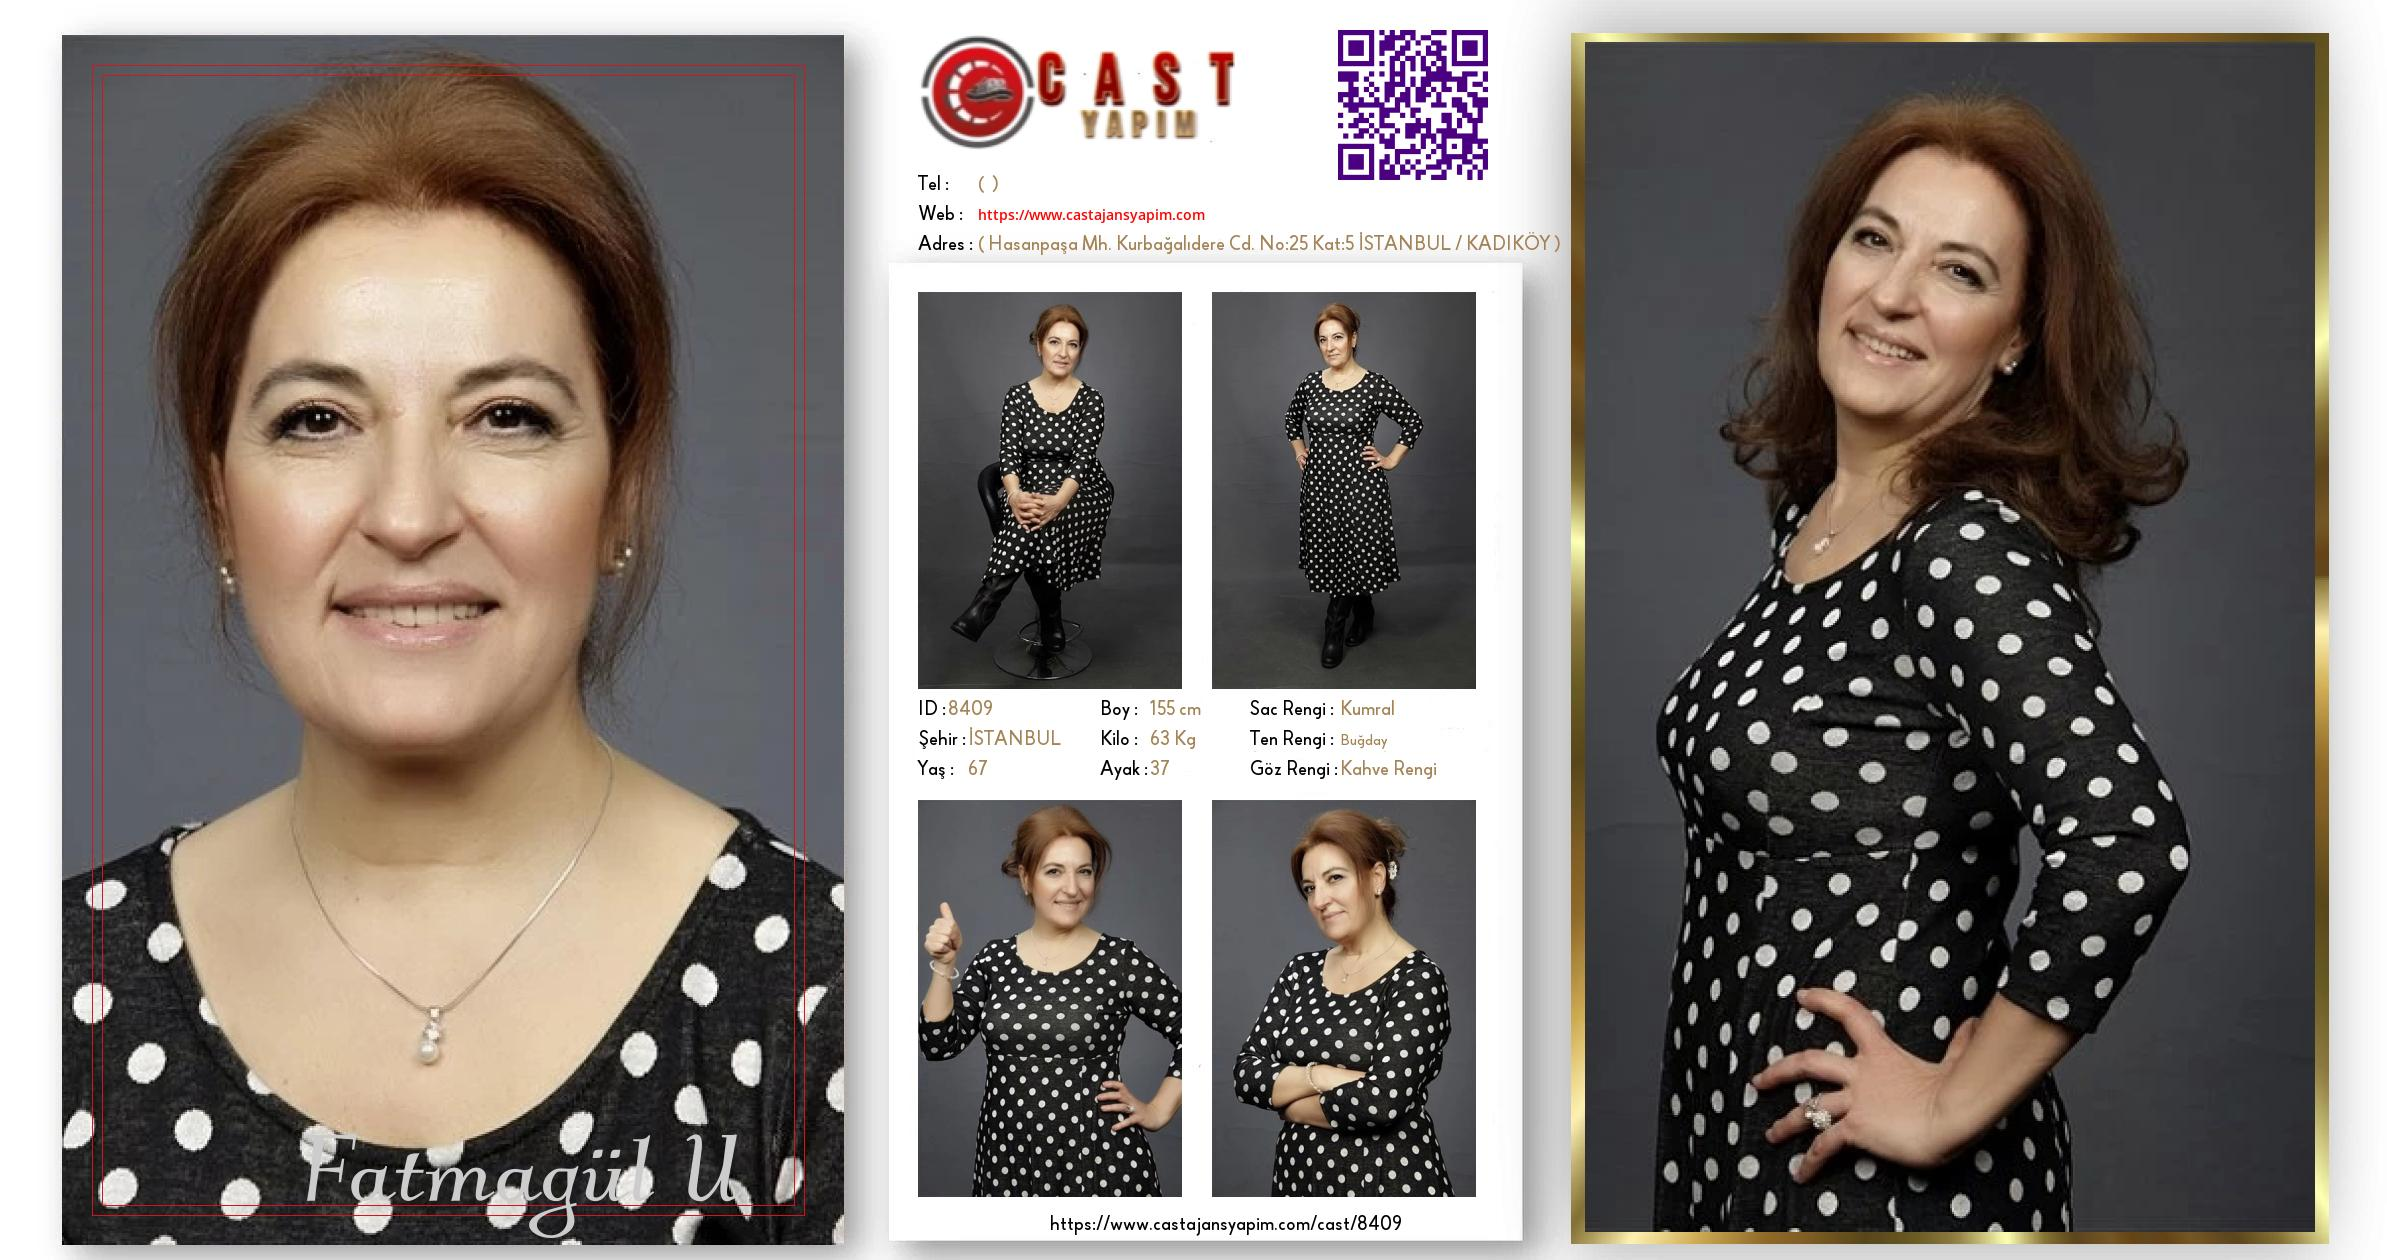 CAST
YAPIM
Tel : ( )
Web : https://www.castajansyapim.com
Adres : ( Hasanpaşa Mh. Kurbağalıdere Cd. No:25 Kat:5 İSTANBUL / KADIKÖY )
ID : 8409 Boy : 155 cm Sac Rengi : Kumral
Şehir : İSTANBUL Kilo : 63 Kg Ten Rengi : Buğday
Yaş : 67 Ayak : 37 Göz Rengi : Kahve Rengi
Fatmagül U
https://www.castajansyapim.com/cast/8409